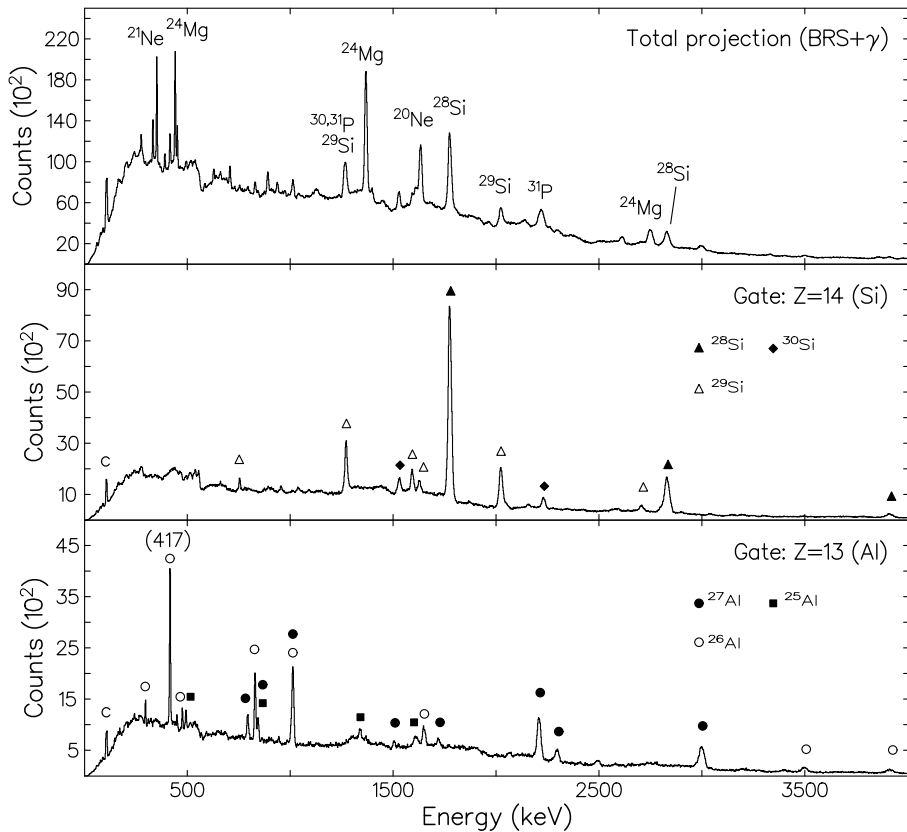 Total projection (BRS+γ)
²¹Ne
²⁴Mg
²⁴Mg
³⁰,³¹P
²⁹Si
²⁰Ne
²⁸Si
²⁹Si
³¹P
²⁴Mg
²⁸Si
Counts (10²)
220
180
140
100
60
20
Gate: Z=14 (Si)
▲ ²⁸Si ◆ ³⁰Si
△ ²⁹Si
C
Counts (10²)
90
70
50
30
10
Gate: Z=13 (Al)
● ²⁷Al ■ ²⁵Al
○ ²⁶Al
(417)
C
Counts (10²)
45
35
25
15
5
500 1500 2500 3500
Energy (keV)